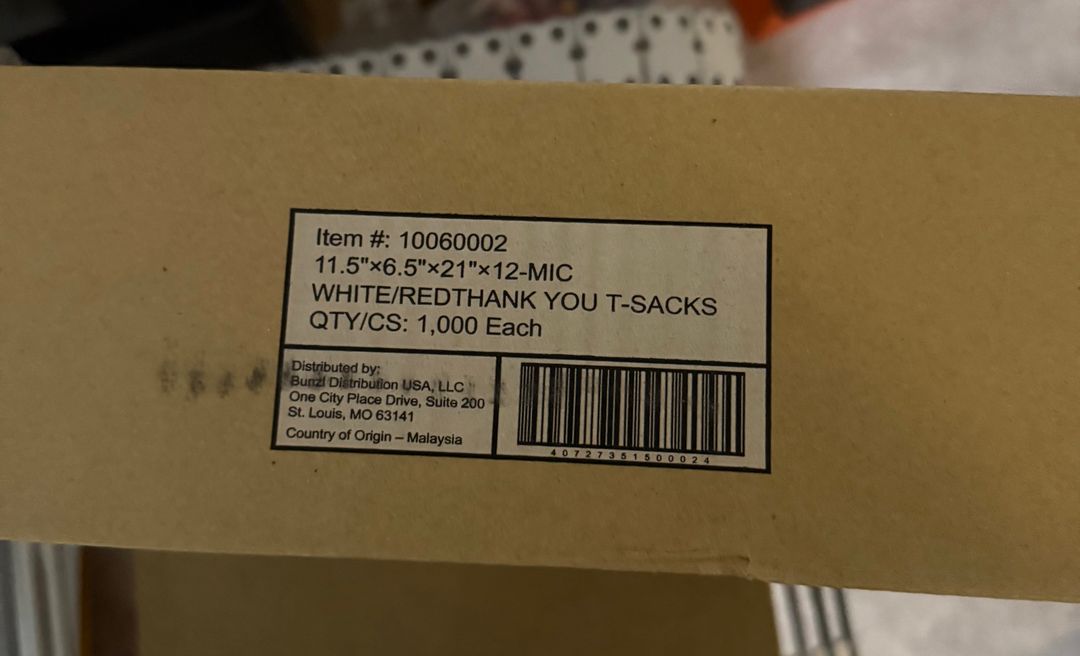 Item #: 10060002
11.5"×6.5"×21"×12-MIC
WHITE/REDTHANK YOU T-SACKS
QTY/CS: 1,000 Each
Distributed by:
Bunzl Distribution USA, LLC
One City Place Drive, Suite 200
St. Louis, MO 63141
Country of Origin – Malaysia
40727351500024